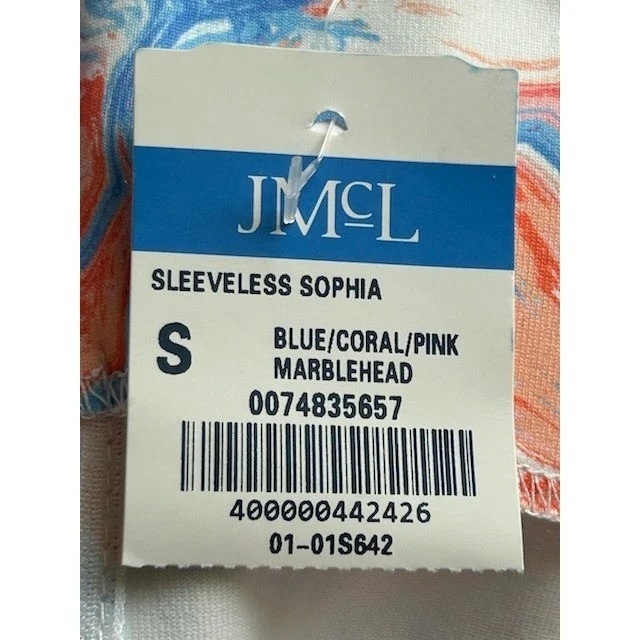 JMcL
SLEEVELESS SOPHIA
S
BLUE/CORAL/PINK
MARBLEHEAD
0074835657
400000442426
01-01S642